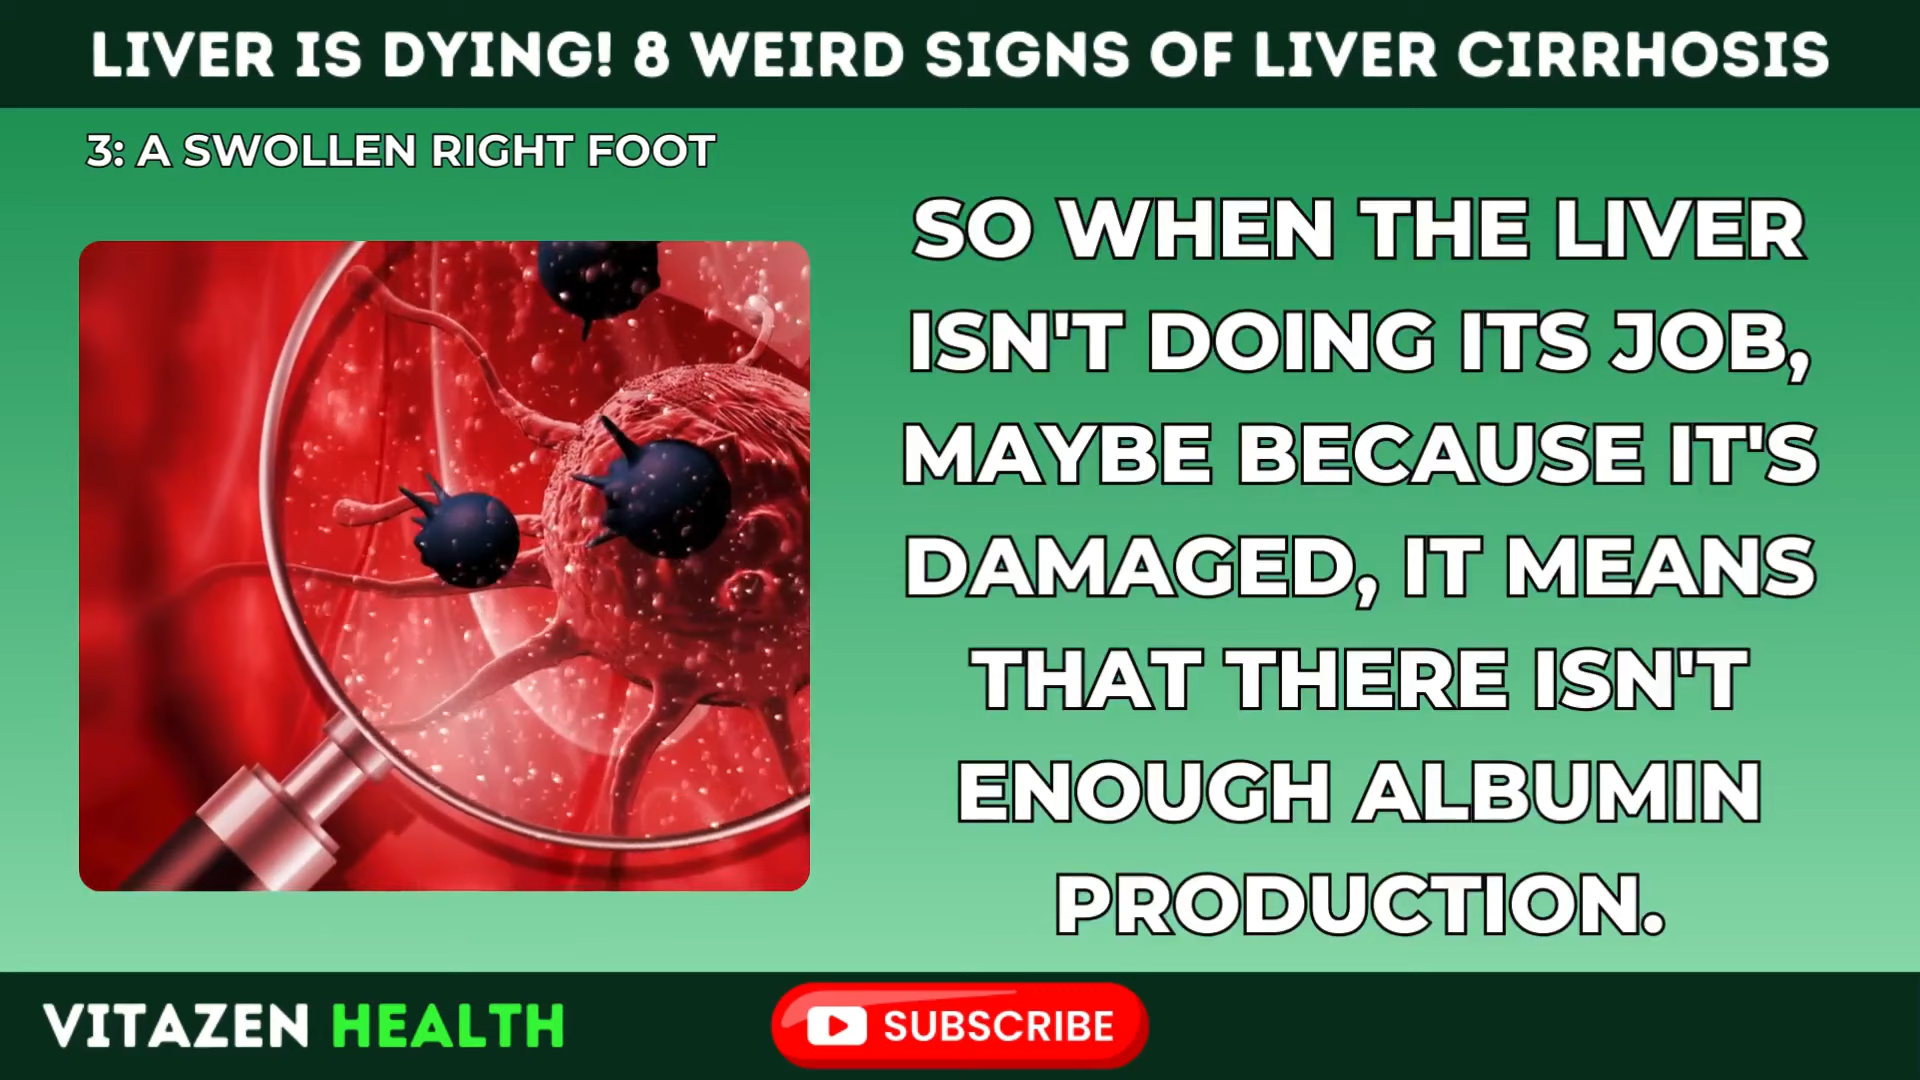 LIVER IS DYING! 8 WEIRD SIGNS OF LIVER CIRRHOSIS
3: A SWOLLEN RIGHT FOOT
SO WHEN THE LIVER
ISN'T DOING ITS JOB,
MAYBE BECAUSE IT'S
DAMAGED, IT MEANS
THAT THERE ISN'T
ENOUGH ALBUMIN
PRODUCTION.
VITAZEN HEALTH
SUBSCRIBE